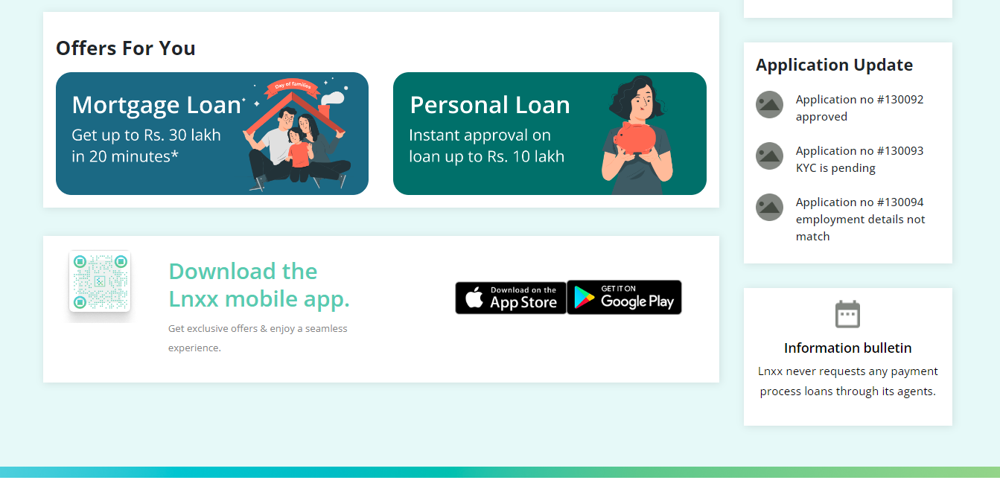 Offers For You
Day of families
Mortgage Loan
Get up to Rs. 30 lakh
in 20 minutes*
Personal Loan
Instant approval on
loan up to Rs. 10 lakh
Download the
Lnxx mobile app.
Get exclusive offers & enjoy a seamless
experience.
Download on the
App Store
GET IT ON
Google Play
Application Update
Application no #130092
approved
Application no #130093
KYC is pending
Application no #130094
employment details not
match
Information bulletin
Lnxx never requests any payment
process loans through its agents.